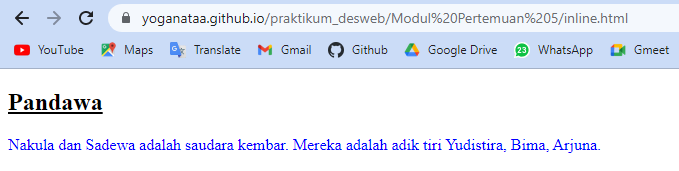 yoganataa.github.io/praktikum_desweb/Modul%20Pertemuan%205/inline.html
YouTube Maps Translate Gmail Github Google Drive 23 WhatsApp Gmeet
Pandawa
Nakula dan Sadewa adalah saudara kembar. Mereka adalah adik tiri Yudistira, Bima, Arjuna.